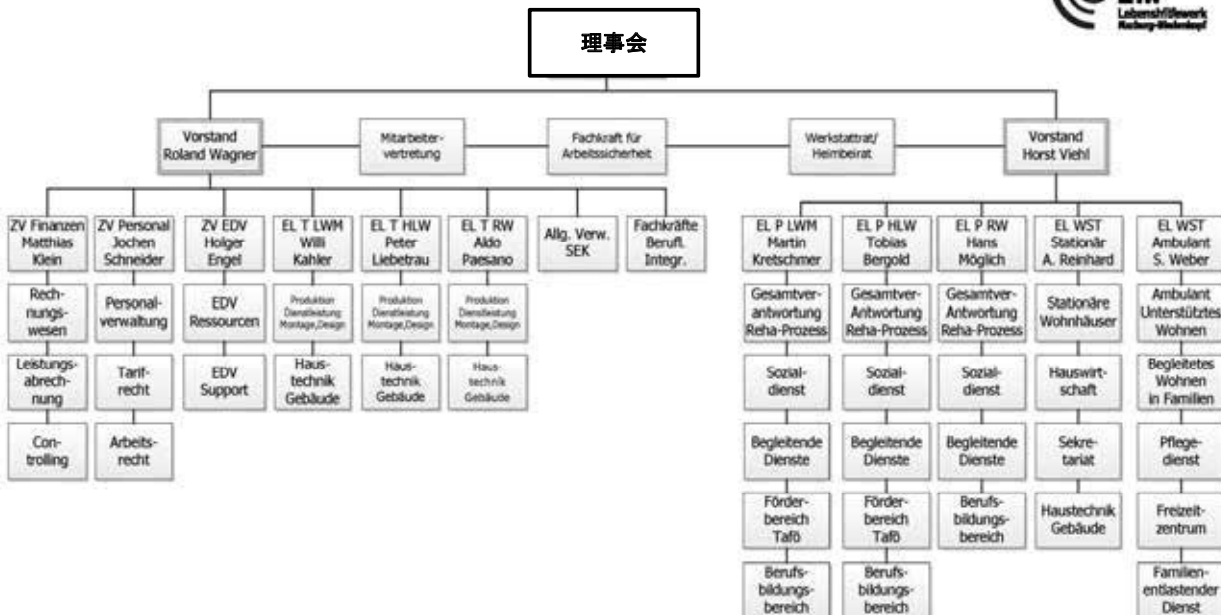 Lebenshilfewerk
Marburg-Biedenkopf
理事会
Vorstand
Roland Wagner
Mitarbeiter-
vertretung
Fachkraft für
Arbeitssicherheit
Werkstattrat/
Heimbeirat
Vorstand
Horst Viehl
ZV Finanzen
Matthias
Klein
ZV Personal
Jochen
Schneider
ZV EDV
Holger
Engel
EL T LWM
Willi
Kahler
EL T HLW
Peter
Liebetrau
EL T RW
Aldo
Paesano
Allg. Verw.
SEK
Fachkräfte
Berufl.
Integr.
EL P LWM
Martin
Kretschmer
EL P HLW
Tobias
Bergold
EL P RW
Hans
Möglich
EL WST
Stationär
A. Reinhard
EL WST
Ambulant
S. Weber
Rech-
nungs-
wesen
Personal-
verwaltung
EDV
Ressourcen
Produktion
Dienstleistung
Montage,Design
Produktion
Dienstleistung
Montage,Design
Produktion
Dienstleistung
Montage,Design
Gesamtver-
antwortung
Reha-Prozess
Gesamtver-
Antwortung
Reha-Prozess
Gesamtver-
Antwortung
Reha-Prozess
Stationäre
Wohnhäuser
Ambulant
Unterstütztes
Wohnen
Leistungs-
abrech-
nung
Tarif-
recht
EDV
Support
Haus-
technik
Gebäude
Haus-
technik
Gebäude
Haus-
technik
Gebäude
Sozial-
dienst
Sozial-
dienst
Sozial-
dienst
Hauswirt-
schaft
Begleitetes
Wohnen
in Familien
Con-
trolling
Arbeits-
recht
Begleitende
Dienste
Begleitende
Dienste
Begleitende
Dienste
Sekre-
tariat
Pflege-
dienst
Förder-
bereich
Tafö
Förder-
bereich
Tafö
Berufs-
bildungs-
bereich
Haustechnik
Gebäude
Freizeit-
zentrum
Berufs-
bildungs-
bereich
Berufs-
bildungs-
bereich
Familien-
entlastender
Dienst